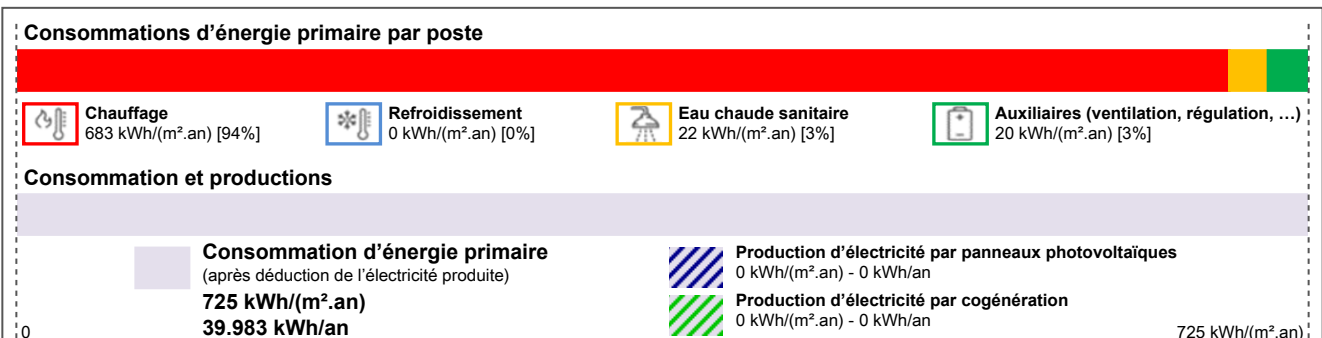 Consommations d’énergie primaire par poste
Chauffage
683 kWh/(m².an) [94%]
Refroidissement
0 kWh/(m².an) [0%]
Eau chaude sanitaire
22 kWh/(m².an) [3%]
Auxiliaires (ventilation, régulation, …)
20 kWh/(m².an) [3%]
Consommation et productions
Consommation d’énergie primaire
(après déduction de l’électricité produite)
725 kWh/(m².an)
39.983 kWh/an
Production d’électricité par panneaux photovoltaïques
0 kWh/(m².an) - 0 kWh/an
Production d’électricité par cogénération
0 kWh/(m².an) - 0 kWh/an
0
725 kWh/(m².an)